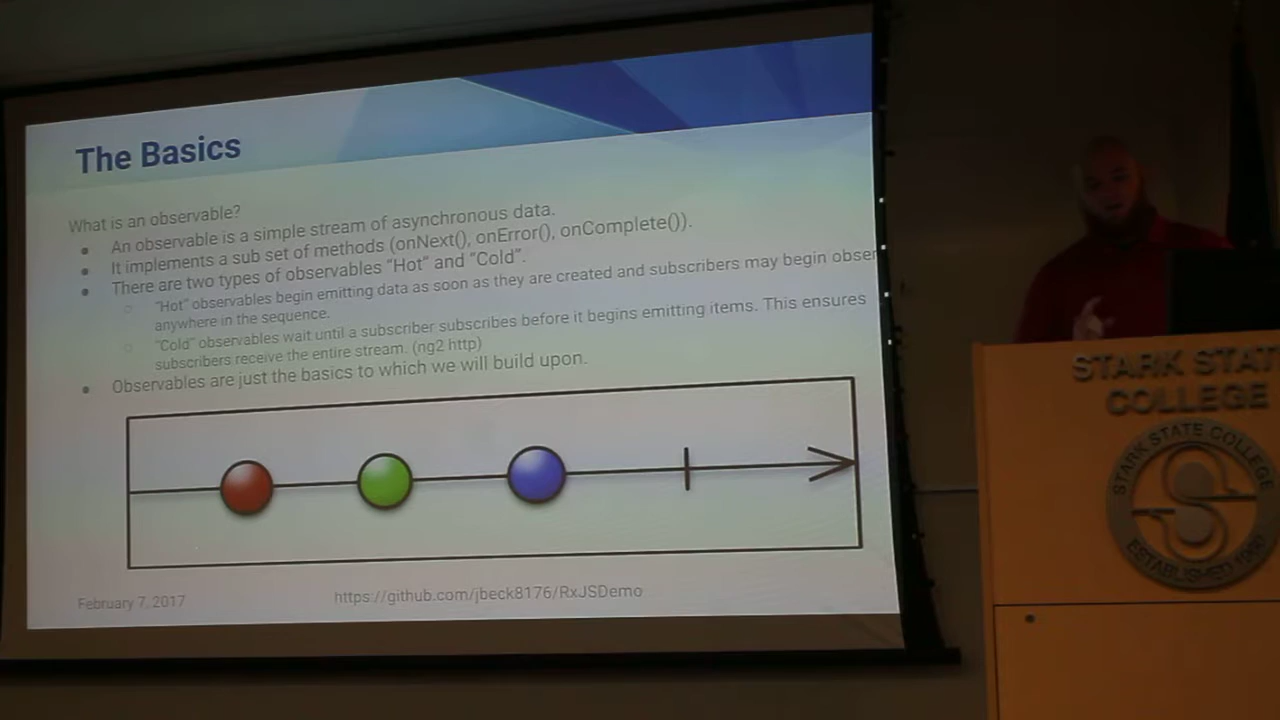 The Basics
What is an observable?
● An observable is a simple stream of asynchronous data.
● It implements a sub set of methods (onNext(), onError(), onComplete()).
● There are two types of observables “Hot” and “Cold”.
○ “Hot” observables begin emitting data as soon as they are created and subscribers may begin obser
anywhere in the sequence.
○ “Cold” observables wait until a subscriber subscribes before it begins emitting items. This ensures
subscribers receive the entire stream. (ng2 http)
● Observables are just the basics to which we will build upon.
February 7, 2017
https://github.com/jbeck8176/RxJSDemo
STARK STAT
COLLEGE
STARK STATE COLLEGE
ESTABLISHED 1960